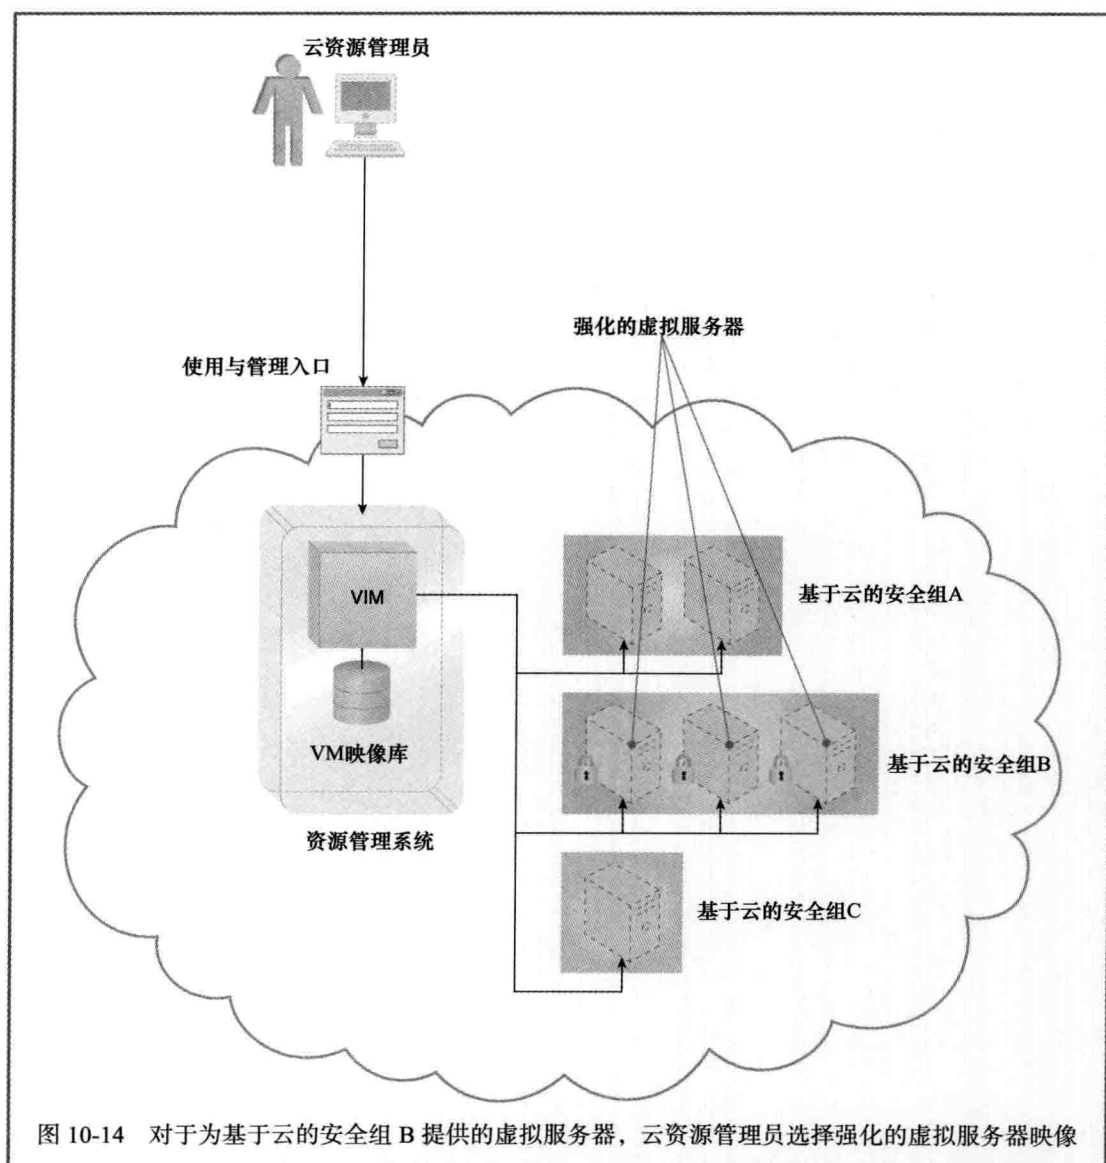 云资源管理员
强化的虚拟服务器
使用与管理入口
VIM
基于云的安全组A
VM映像库
基于云的安全组B
资源管理系统
基于云的安全组C
图 10-14 对于为基于云的安全组 B 提供的虚拟服务器，云资源管理员选择强化的虚拟服务器映像